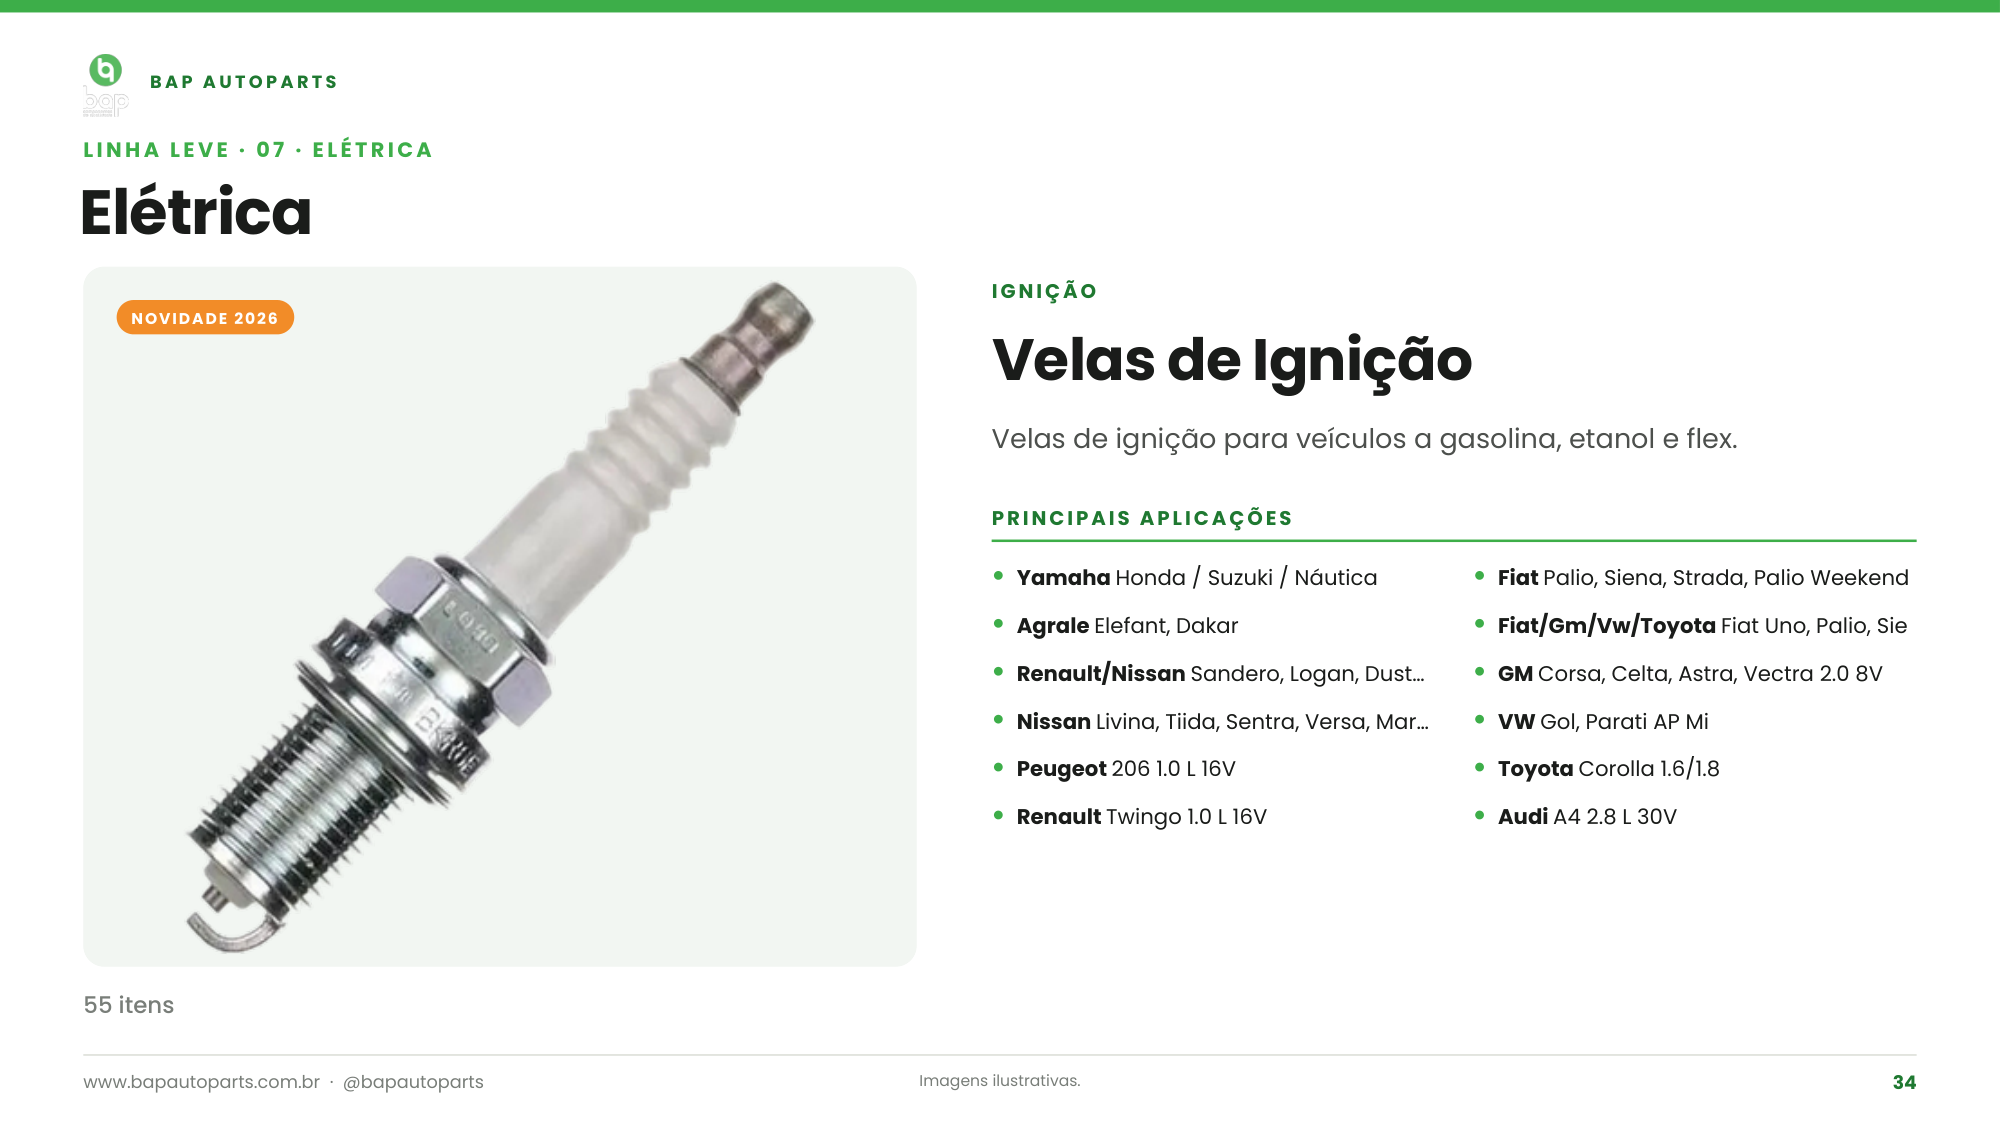 bap
BAP AUTOPARTS
LINHA LEVE · 07 · ELÉTRICA
Elétrica
NOVIDADE 2026
55 itens
IGNIÇÃO
Velas de Ignição
Velas de ignição para veículos a gasolina, etanol e flex.
PRINCIPAIS APLICAÇÕES
Yamaha Honda / Suzuki / Náutica
Agrale Elefant, Dakar
Renault/Nissan Sandero, Logan, Dust...
Nissan Livina, Tiida, Sentra, Versa, Mar...
Peugeot 206 1.0 L 16V
Renault Twingo 1.0 L 16V
Fiat Palio, Siena, Strada, Palio Weekend
Fiat/Gm/Vw/Toyota Fiat Uno, Palio, Sie
GM Corsa, Celta, Astra, Vectra 2.0 8V
VW Gol, Parati AP Mi
Toyota Corolla 1.6/1.8
Audi A4 2.8 L 30V
www.bapautoparts.com.br · @bapautoparts
Imagens ilustrativas.
34